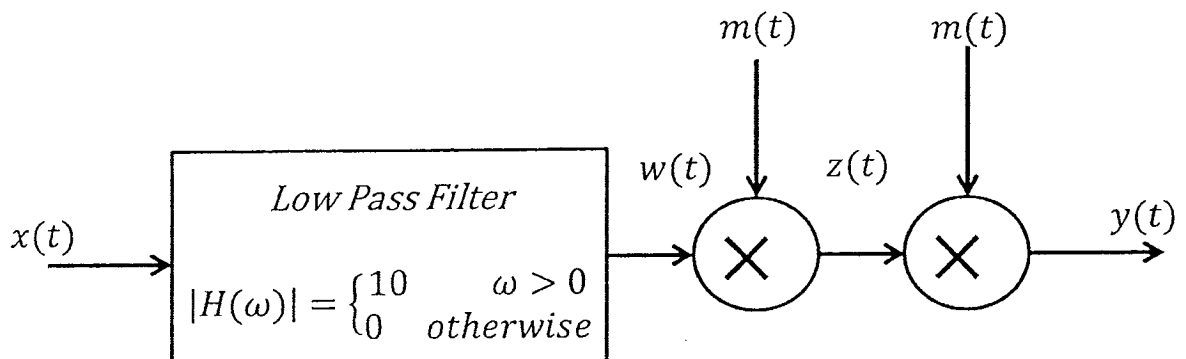 m(t) m(t)
w(t) z(t)
Low Pass Filter
x(t) y(t)
|H(ω)| = {10 ω > 0
0 otherwise